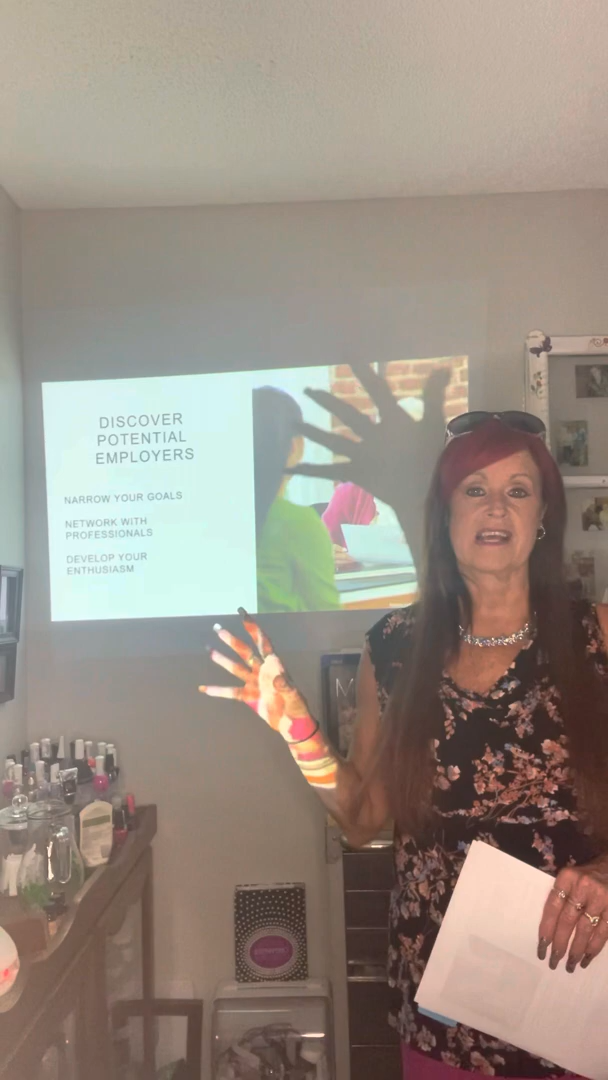 DISCOVER
POTENTIAL
EMPLOYERS
NARROW YOUR GOALS
NETWORK WITH
PROFESSIONALS
DEVELOP YOUR
ENTHUSIASM